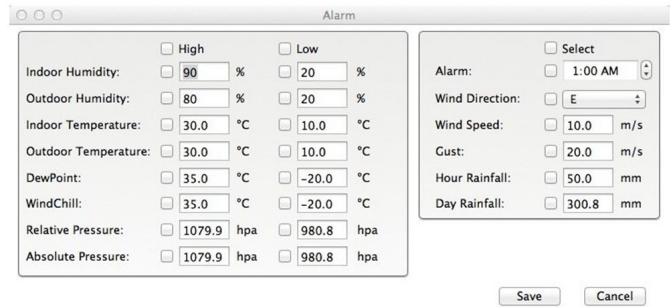 Alarm
High Low
Indoor Humidity: 90 % 20 %
Outdoor Humidity: 80 % 20 %
Indoor Temperature: 30.0 °C 10.0 °C
Outdoor Temperature: 30.0 °C 10.0 °C
DewPoint: 35.0 °C -20.0 °C
WindChill: 35.0 °C -20.0 °C
Relative Pressure: 1079.9 hpa 980.8 hpa
Absolute Pressure: 1079.9 hpa 980.8 hpa
Select
Alarm: 1:00 AM
Wind Direction: E
Wind Speed: 10.0 m/s
Gust: 20.0 m/s
Hour Rainfall: 50.0 mm
Day Rainfall: 300.8 mm
Save Cancel